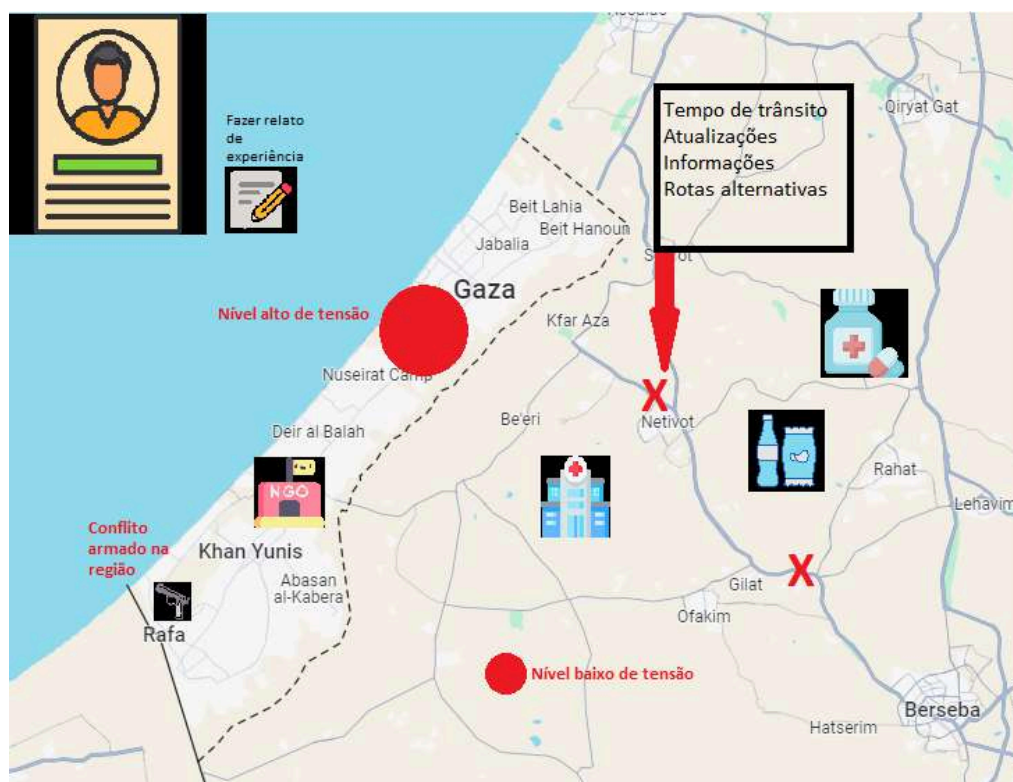 Fazer relato
de
experiência
Tempo de trânsito
Atualizações
Informações
Rotas alternativas
Qiryat Gat
Beit Lahia
Beit Hanoun
Jabalia
Gaza
Nível alto de tensão
Kfar Aza
Nuseirat Camp
Be'eri
Netivot
Deir al Balah
NGO
Rahat
Lehavim
Conflito
armado na
região
Khan Yunis
Abasan
al-Kabera
Gilat
Ofakim
Rafa
Nível baixo de tensão
Berseba
Hatserim
X
X